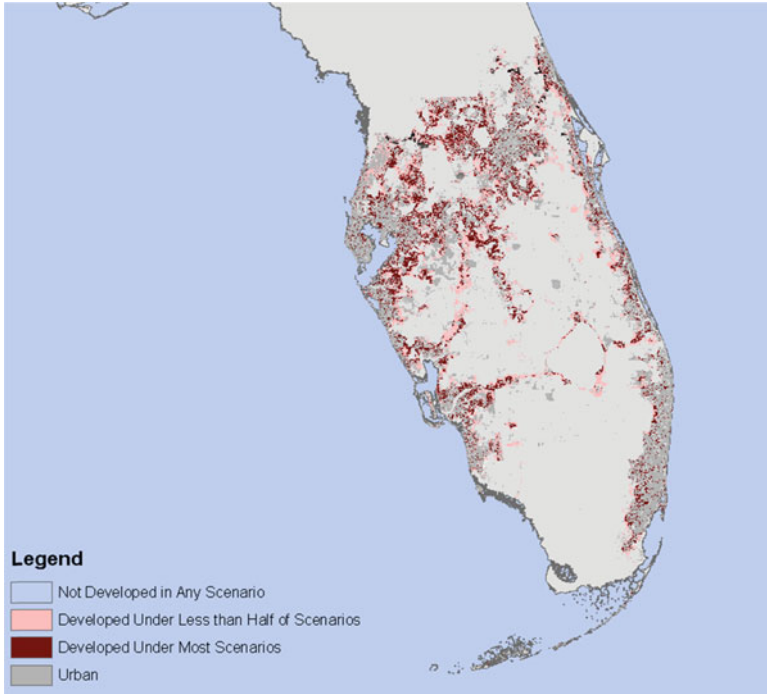 Legend
Not Developed in Any Scenario
Developed Under Less than Half of Scenarios
Developed Under Most Scenarios
Urban